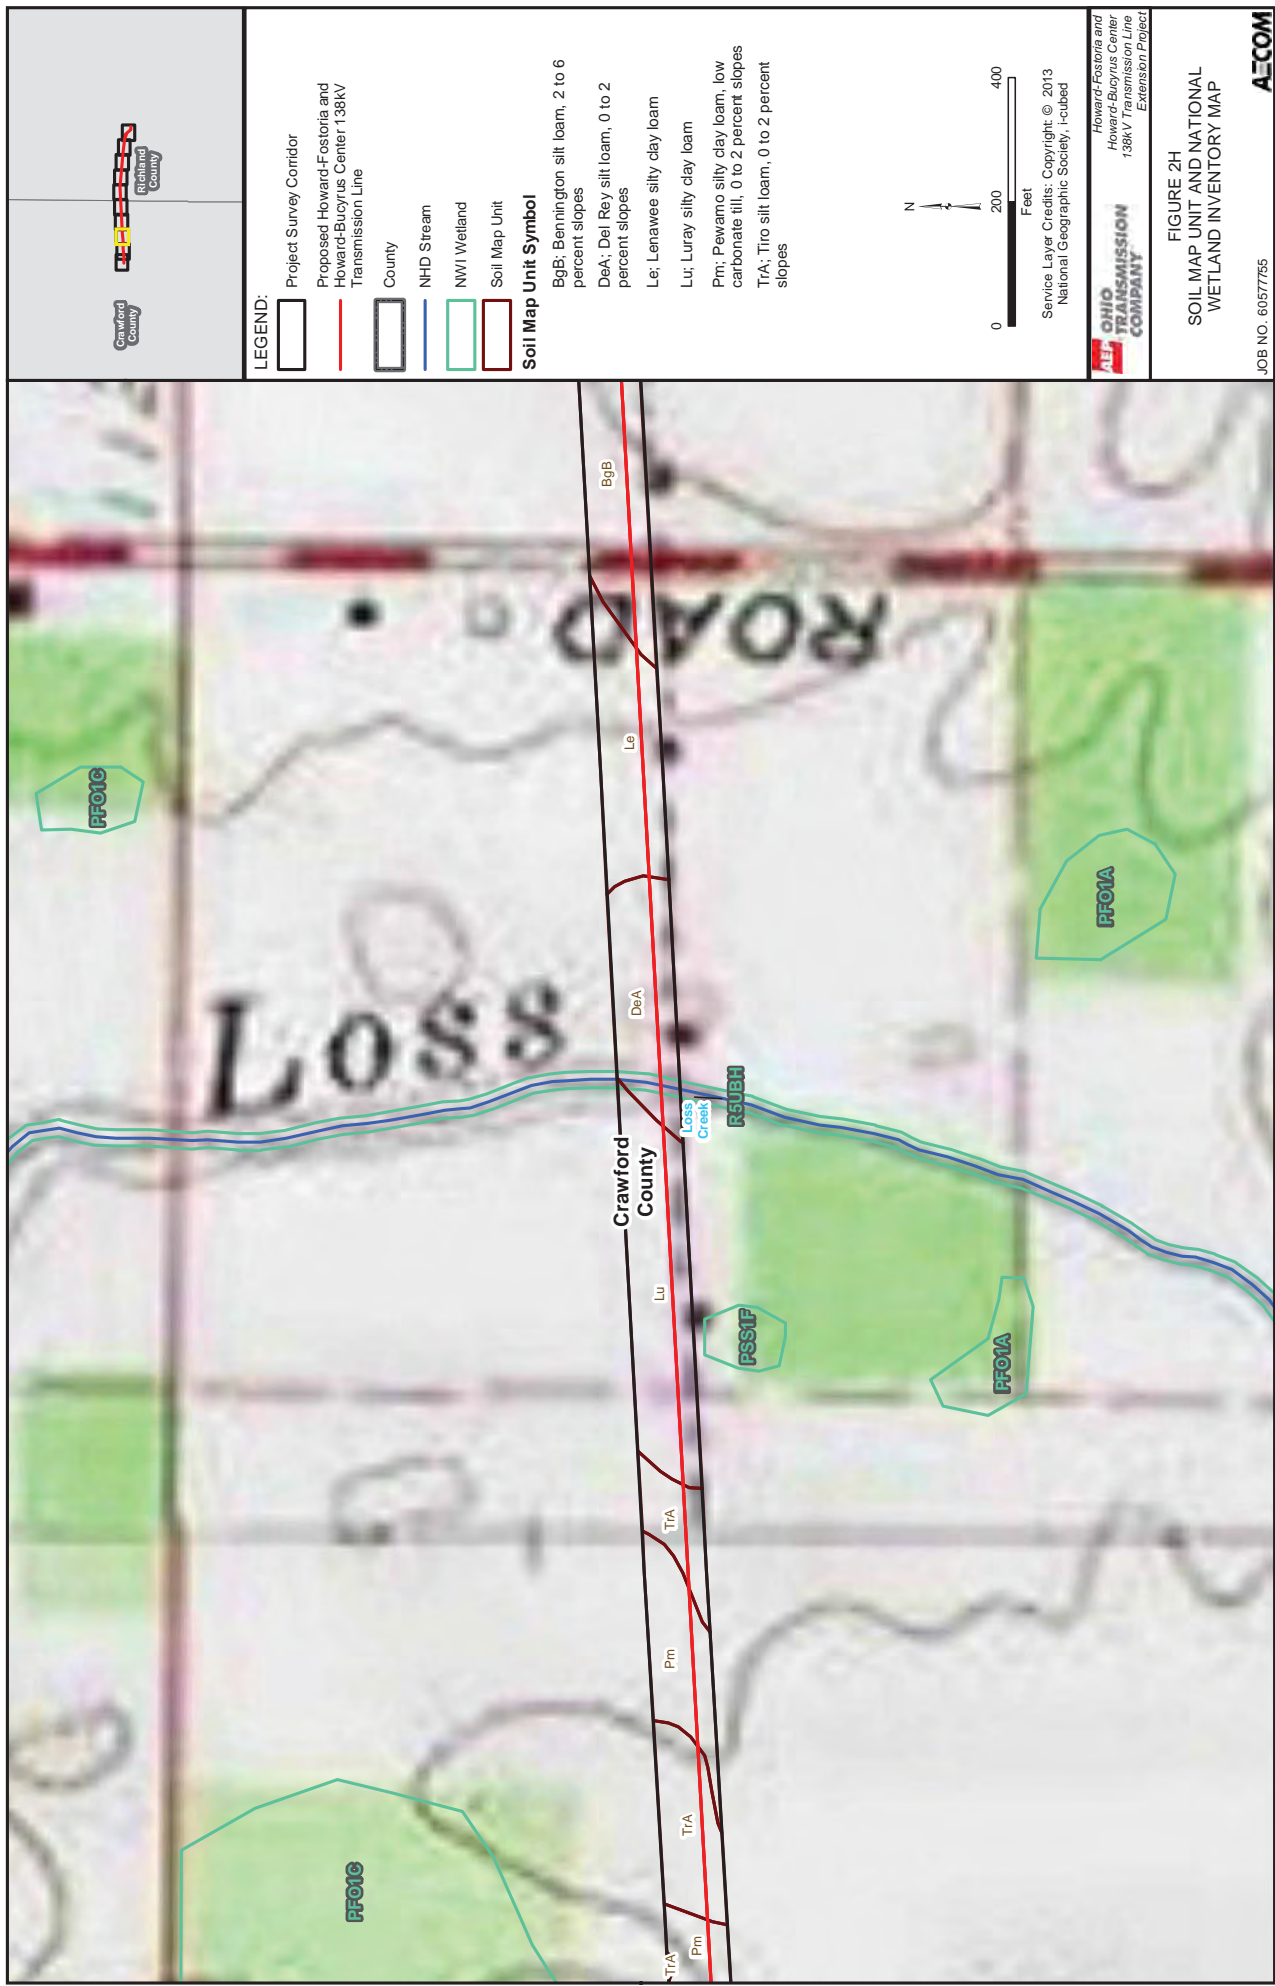 Crawford
County
Richland
County
LEGEND:
Project Survey Corridor
Proposed Howard-Fostoria and
Howard-Bucyrus Center 138kV
Transmission Line
County
NHD Stream
NWI Wetland
Soil Map Unit
Soil Map Unit Symbol
BgB; Bennington silt loam, 2 to 6
percent slopes
DeA; Del Rey silt loam, 0 to 2
percent slopes
Le; Lenawee silty clay loam
Lu; Luray silty clay loam
Pm; Pewamo silty clay loam, low
carbonate till, 0 to 2 percent slopes
TrA; Tiro silt loam, 0 to 2 percent
slopes
N
0 200 400
Feet
Service Layer Credits: Copyright: © 2013
National Geographic Society, i-cubed
AEP OHIO
TRANSMISSION
COMPANY
Howard-Fostoria and
Howard-Bucyrus Center
138kV Transmission Line
Extension Project
FIGURE 2H
SOIL MAP UNIT AND NATIONAL
WETLAND INVENTORY MAP
JOB NO. 60577755
AECOM
PFO1C
PFO1C
LOSS
ROAD
TrA
Pm
TrA
Pm
TrA
Lu
Crawford
County
DeA
Le
BgB
Loss
Creek
R5UBH
PSS1F
PFO1A
PFO1A